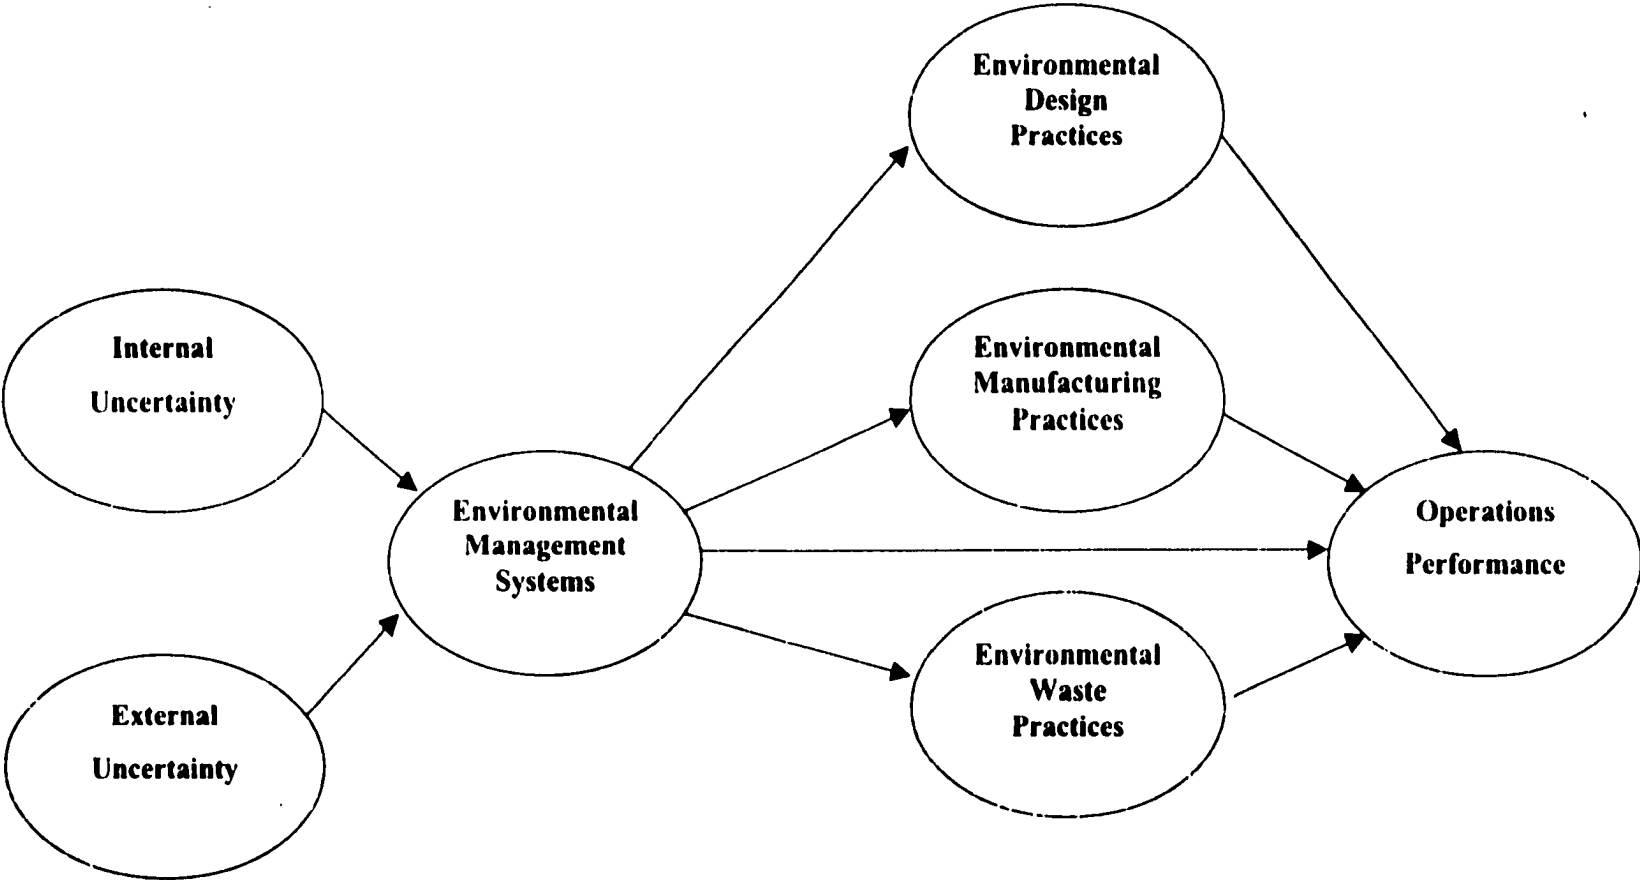 Environmental
Design
Practices
Internal
Uncertainty
Environmental
Manufacturing
Practices
Environmental
Management
Systems
Operations
Performance
External
Uncertainty
Environmental
Waste
Practices